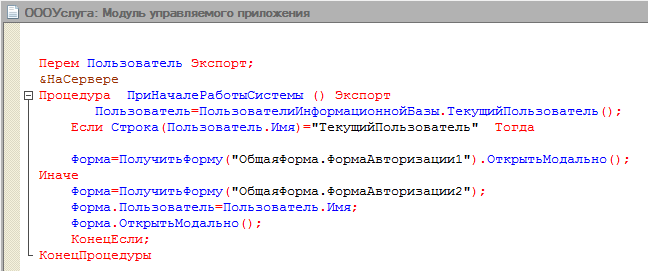 ОООУслуга: Модуль управляемого приложения
Перем Пользователь Экспорт;
&НаСервере
Процедура  ПриНачалеРаботыСистемы () Экспорт
Пользователь=ПользователиИнформационнойБазы.ТекущийПользователь();
Если Строка(Пользователь.Имя)="ТекущийПользователь"  Тогда
Форма=ПолучитьФорму("ОбщаяФорма.ФормаАвторизации1").ОткрытьМодально();
Иначе
Форма=ПолучитьФорму("ОбщаяФорма.ФормаАвторизации2");
Форма.Пользователь=Пользователь.Имя;
Форма.ОткрытьМодально();
КонецЕсли;
КонецПроцедуры